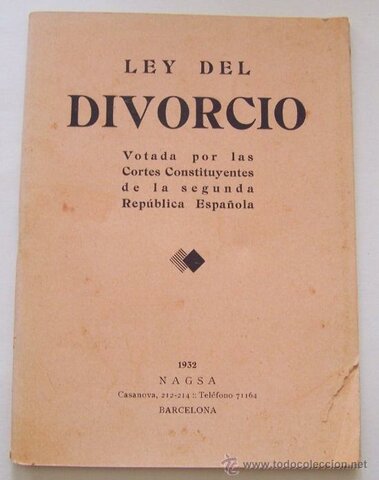 LEY DEL
DIVORCIO
Votada por las
Cortes Constituyentes
de la segunda
República Española
1932
NAGSA
Casanova, 212-214 :: Teléfono 71164
BARCELONA
© www.todocoleccion.net